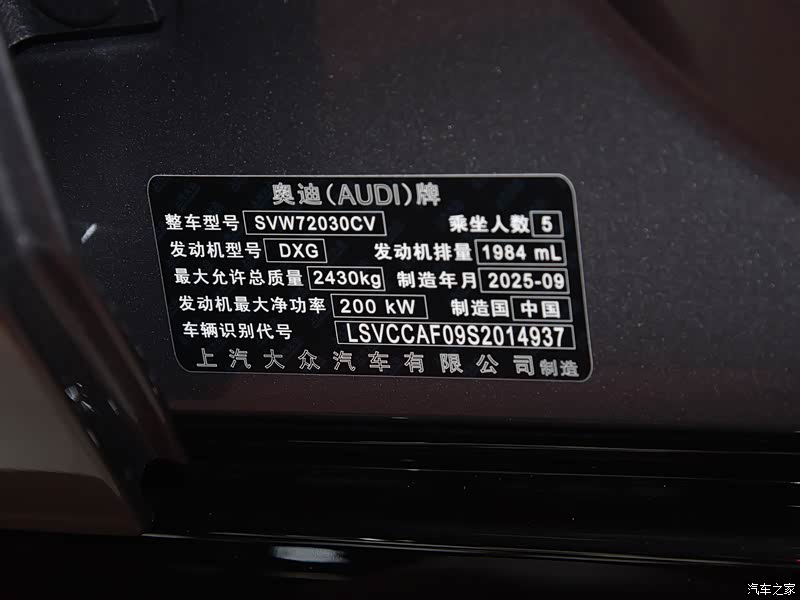 奥迪(AUDI)牌
整车型号 SVW72030CV 乘坐人数 5
发动机型号 DXG 发动机排量 1984 mL
最大允许总质量 2430kg 制造年月 2025-09
发动机最大净功率 200 kW 制造国 中国
车辆识别代号 LSVCCAF09S2014937
上汽大众汽车有限公司制造
汽车之家